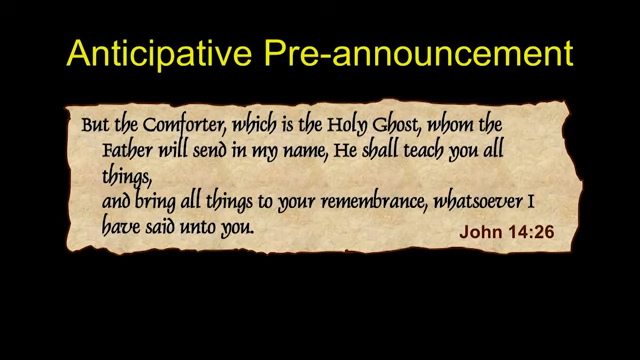 Anticipative Pre-announcement
But the Comforter, which is the Holy Ghost, whom the
Father will send in my name, He shall teach you all
things,
and bring all things to your remembrance, whatsoever I
have said unto you.
John 14:26